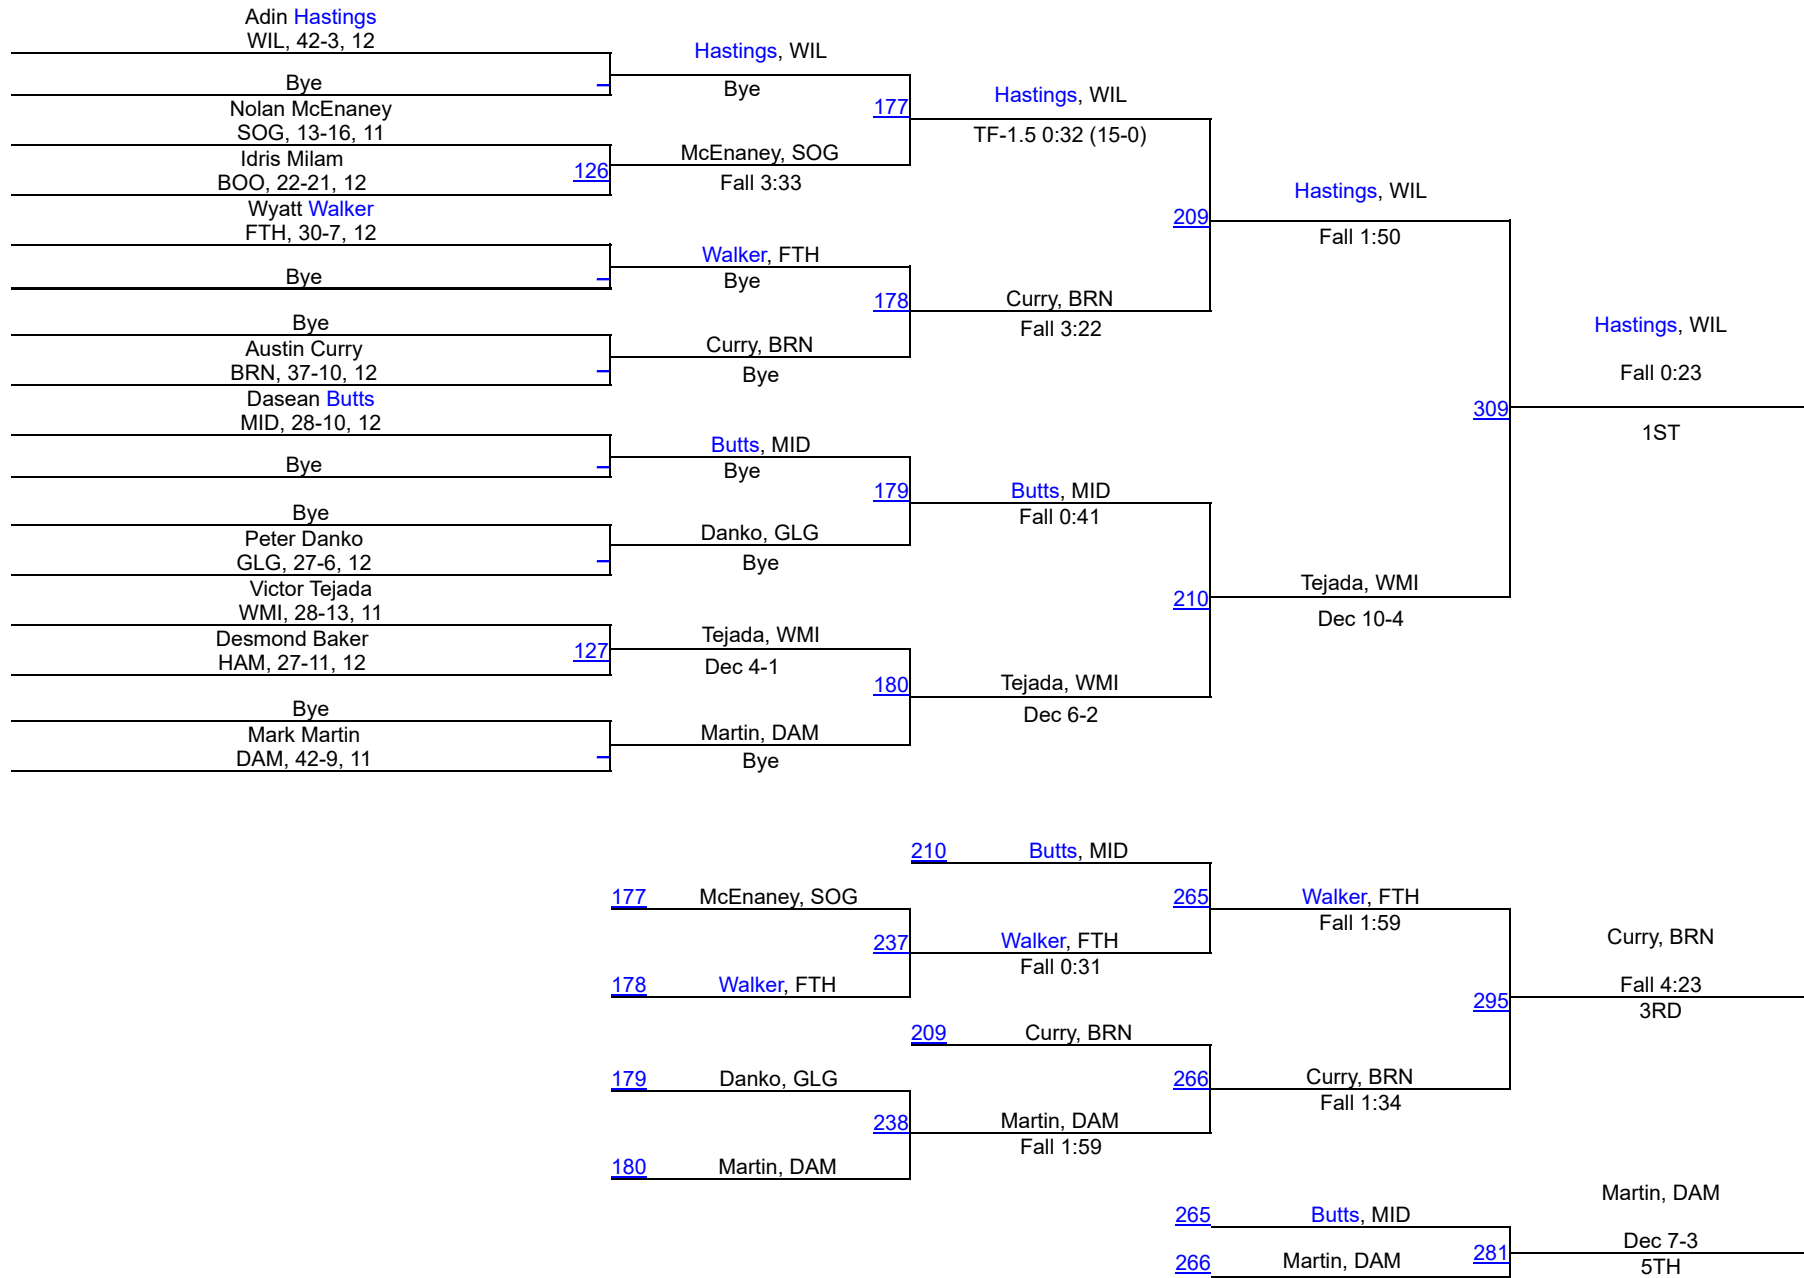 Adin Hastings
WIL, 42-3, 12
Bye
Nolan McEnaney
SOG, 13-16, 11
Idris Milam
BOO, 22-21, 12
126
Wyatt Walker
FTH, 30-7, 12
Bye
Bye
Austin Curry
BRN, 37-10, 12
Dasean Butts
MID, 28-10, 12
Bye
Bye
Peter Danko
GLG, 27-6, 12
Victor Tejada
WMI, 28-13, 11
Desmond Baker
HAM, 27-11, 12
127
Bye
Mark Martin
DAM, 42-9, 11
Hastings, WIL
Bye
177
McEnaney, SOG
Fall 3:33
Walker, FTH
Bye
178
Curry, BRN
Bye
Butts, MID
Bye
179
Danko, GLG
Bye
Tejada, WMI
Dec 4-1
180
Martin, DAM
Bye
Hastings, WIL
TF-1.5 0:32 (15-0)
209
Curry, BRN
Fall 3:22
Butts, MID
Fall 0:41
210
Tejada, WMI
Dec 6-2
Hastings, WIL
Fall 1:50
309
Tejada, WMI
Dec 10-4
Hastings, WIL
Fall 0:23
1ST
210 Butts, MID
177 McEnaney, SOG
237
178 Walker, FTH
Walker, FTH
Fall 0:31
265
209 Curry, BRN
179 Danko, GLG
238
180 Martin, DAM
Martin, DAM
Fall 1:59
266
Walker, FTH
Fall 1:59
295
Curry, BRN
Fall 1:34
Curry, BRN
Fall 4:23
3RD
265 Butts, MID
266 Martin, DAM
281
Martin, DAM
Dec 7-3
5TH